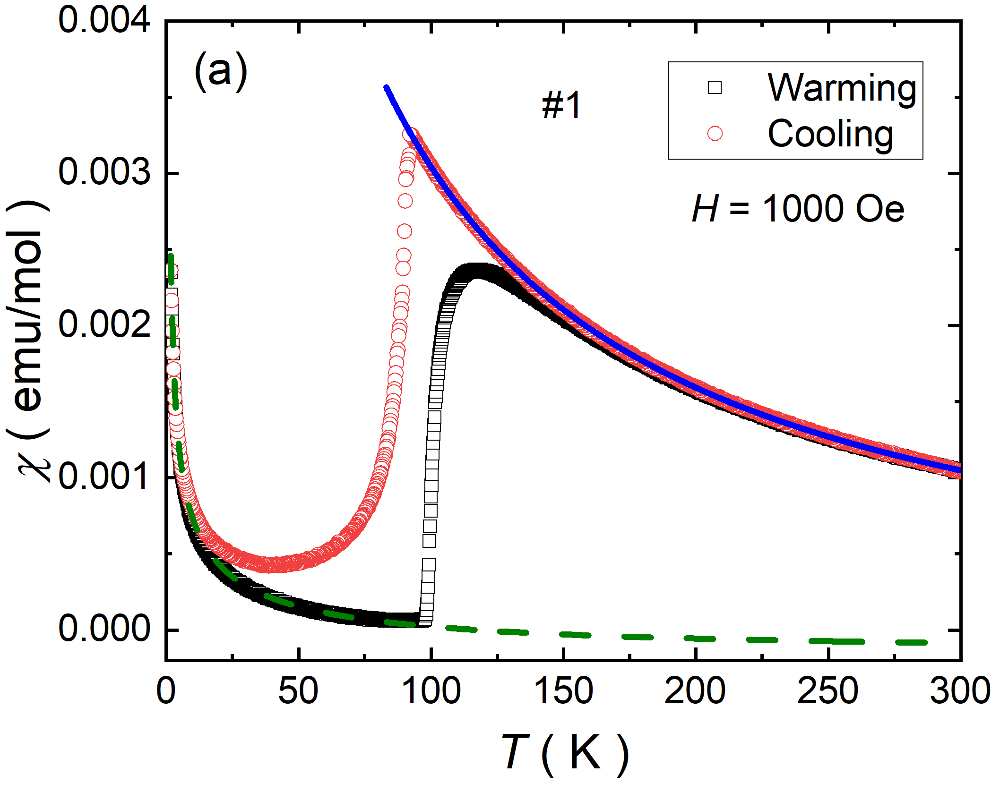 (a)
#1
Warming
Cooling
H = 1000 Oe
χ ( emu/mol )
0.004
0.003
0.002
0.001
0.000
0 50 100 150 200 250 300
T ( K )